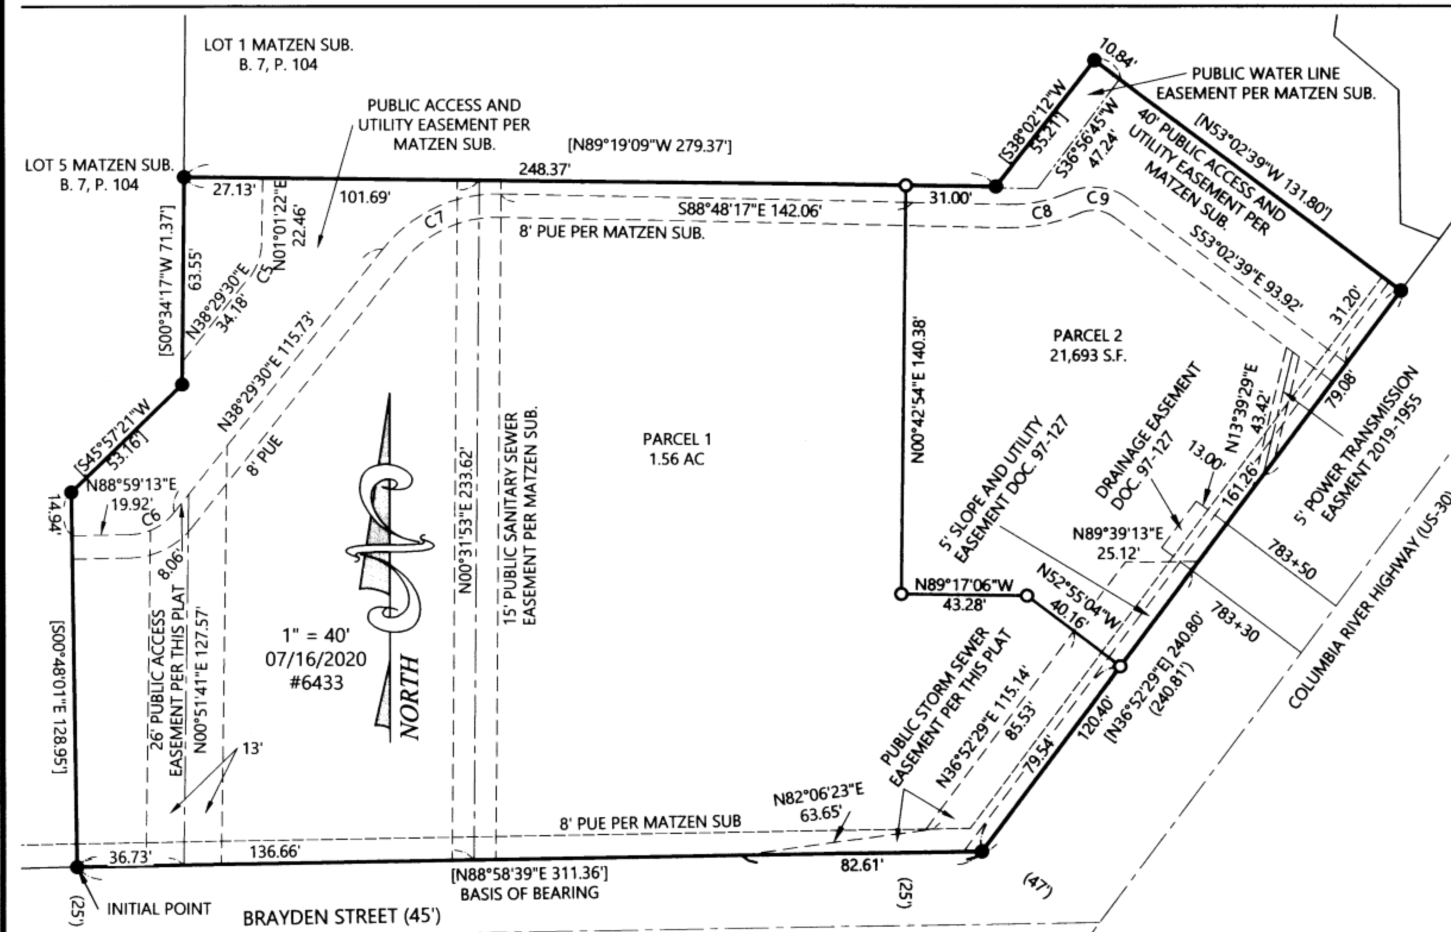 LOT 1 MATZEN SUB.
B. 7, P. 104
PUBLIC ACCESS AND
UTILITY EASEMENT PER
MATZEN SUB.
LOT 5 MATZEN SUB.
B. 7, P. 104
[N89°19'09"W 279.37']
248.37'
27.13'
101.69'
31.00'
10.84'
PUBLIC WATER LINE
EASEMENT PER MATZEN SUB.
[S38°02'12"W
55.21']
S36°56'45"W
47.24'
[N53°02'39"W 131.80']
40' PUBLIC ACCESS AND
UTILITY EASEMENT PER
MATZEN SUB.
S53°02'39"E 93.92'
C8
C9
S88°48'17"E 142.06'
8' PUE PER MATZEN SUB.
C7
N01°01'22"E
22.46'
C5
[S00°34'17"W 71.37']
63.55'
N38°29'30"E
34.18'
N38°29'30"E 115.73'
8' PUE
[S45°57'21"W
53.16']
N88°59'13"E
19.92'
14.94'
C6
8.06'
26' PUBLIC ACCESS
EASEMENT PER THIS PLAT
N00°51'41"E 127.57'
13'
[S00°48'01"E 128.95']
1" = 40'
07/16/2020
#6433
NORTH
N00°31'53"E 233.62'
15' PUBLIC SANITARY SEWER
EASEMENT PER MATZEN SUB.
PARCEL 1
1.56 AC
N00°42'54"E 140.38'
PARCEL 2
21,693 S.F.
31.20'
79.08'
5' POWER TRANSMISSION
EASMENT 2019-1955
N13°39'29"E
43.42'
DRAINAGE EASEMENT
DOC. 97-127
13.00'
161.26'
5' SLOPE AND UTILITY
EASEMENT DOC. 97-127
N89°39'13"E
25.12'
783+50
783+30
COLUMBIA RIVER HIGHWAY (US-30)
N89°17'06"W
43.28'
N52°55'04"W
40.16'
PUBLIC STORM SEWER
EASEMENT PER THIS PLAT
N36°52'29"E 115.14'
85.53'
79.54'
120.40'
[N36°52'29"E] 240.80'
(240.81')
N82°06'23"E
63.65'
8' PUE PER MATZEN SUB
36.73'
136.66'
82.61'
[N88°58'39"E 311.36']
BASIS OF BEARING
INITIAL POINT
(25')
(25')
(47')
BRAYDEN STREET (45')